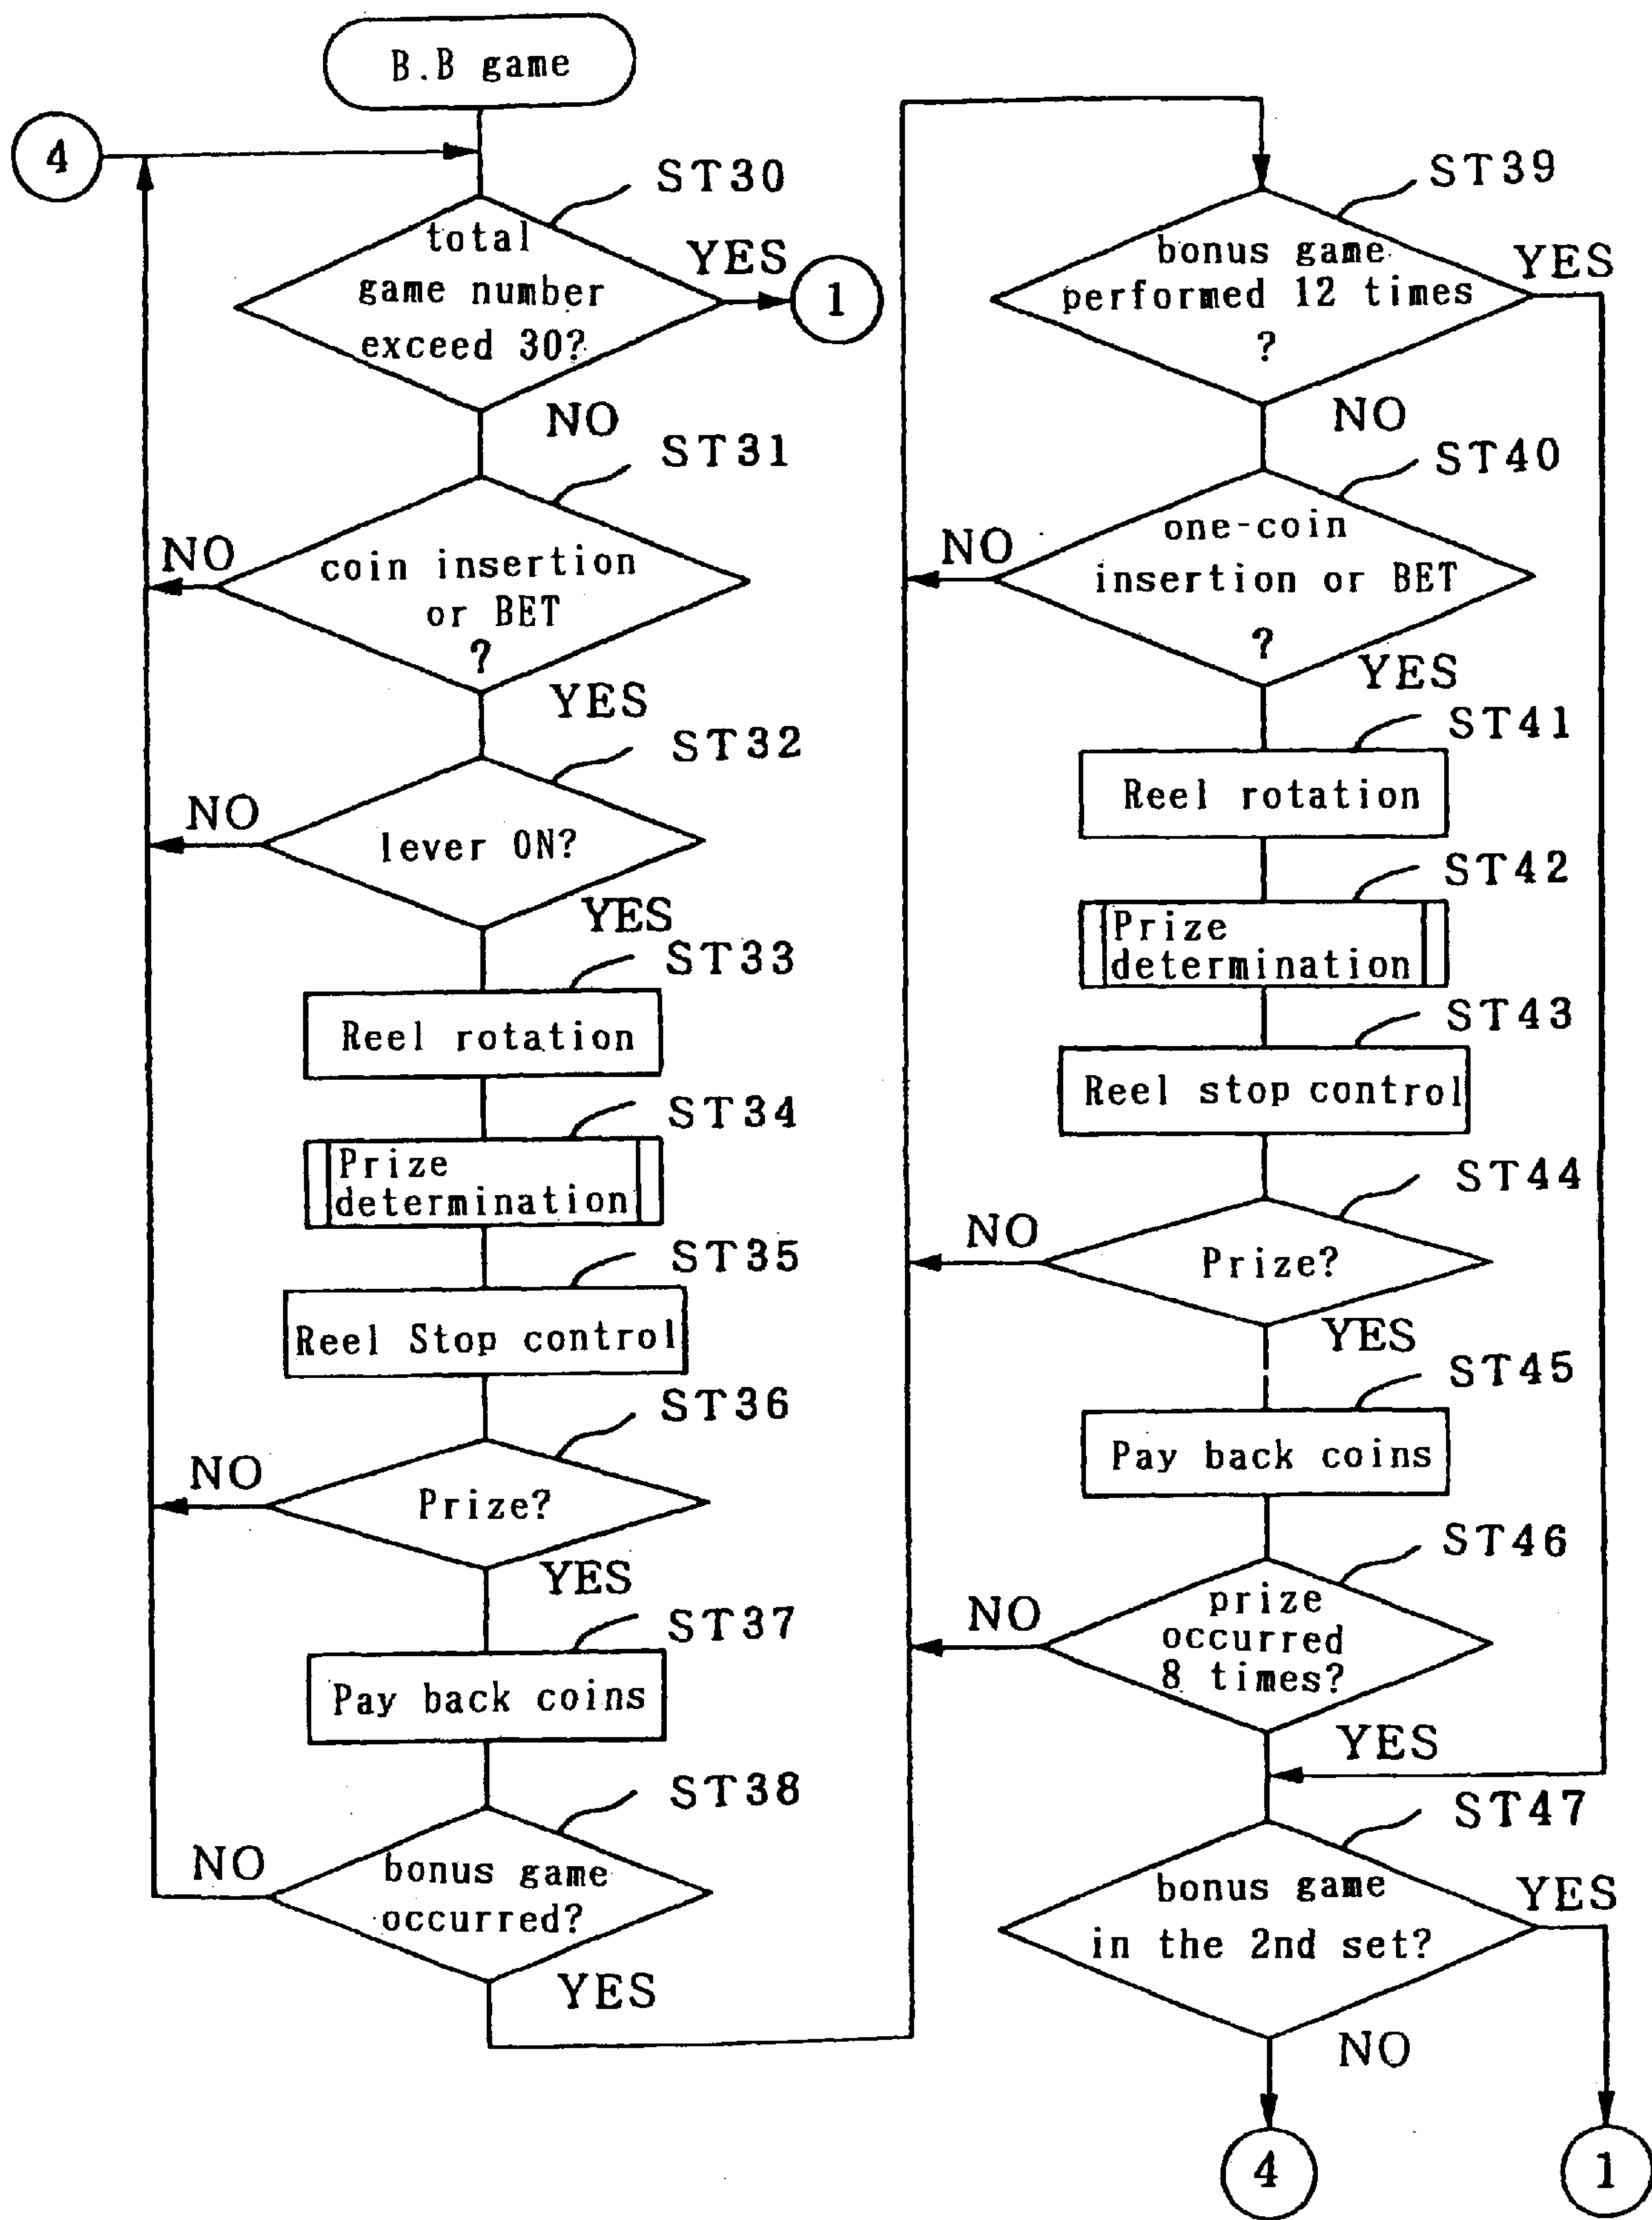 B.B game
4
ST30
total
game number
exceed 30?
YES
1
NO
ST31
coin insertion
or BET
?
NO
YES
ST32
lever ON?
NO
YES
ST33
Reel rotation
ST34
Prize
determination
ST35
Reel Stop control
ST36
Prize?
NO
YES
ST37
Pay back coins
ST38
bonus game
occurred?
NO
YES
ST39
bonus game
performed 12 times
?
YES
NO
ST40
one-coin
insertion or BET
?
NO
YES
ST41
Reel rotation
ST42
Prize
determination
ST43
Reel stop control
ST44
Prize?
NO
YES
ST45
Pay back coins
ST46
prize
occurred
8 times?
NO
YES
ST47
bonus game
in the 2nd set?
YES
NO
4
1